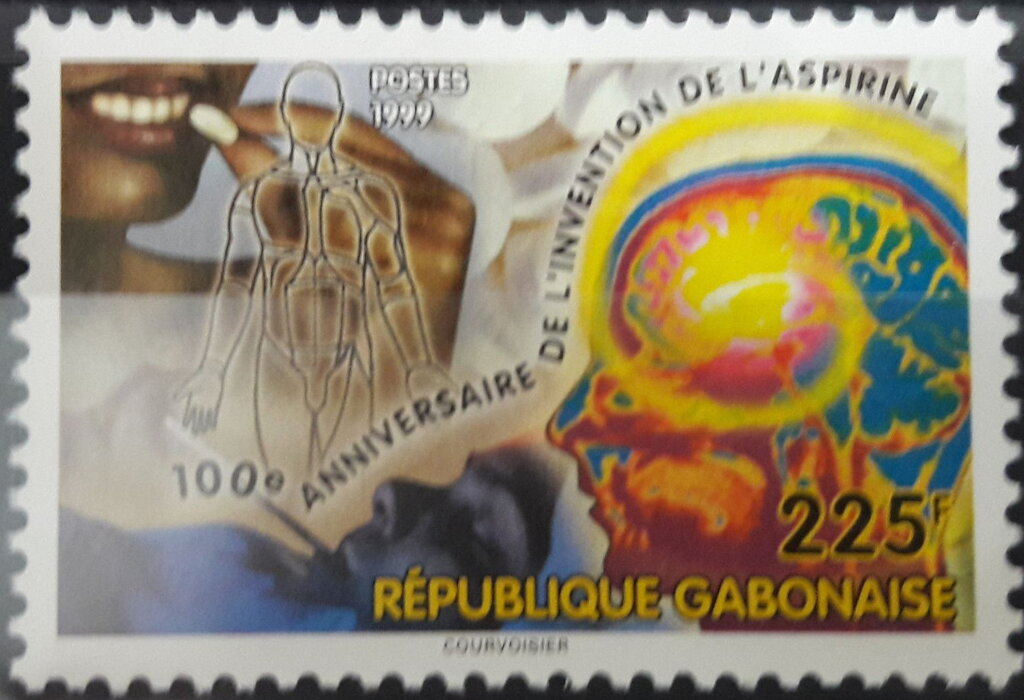 POSTES
1999
100e ANNIVERSAIRE DE L'INVENTION DE L'ASPIRINE
225F
RÉPUBLIQUE GABONAISE
COURVOISIER